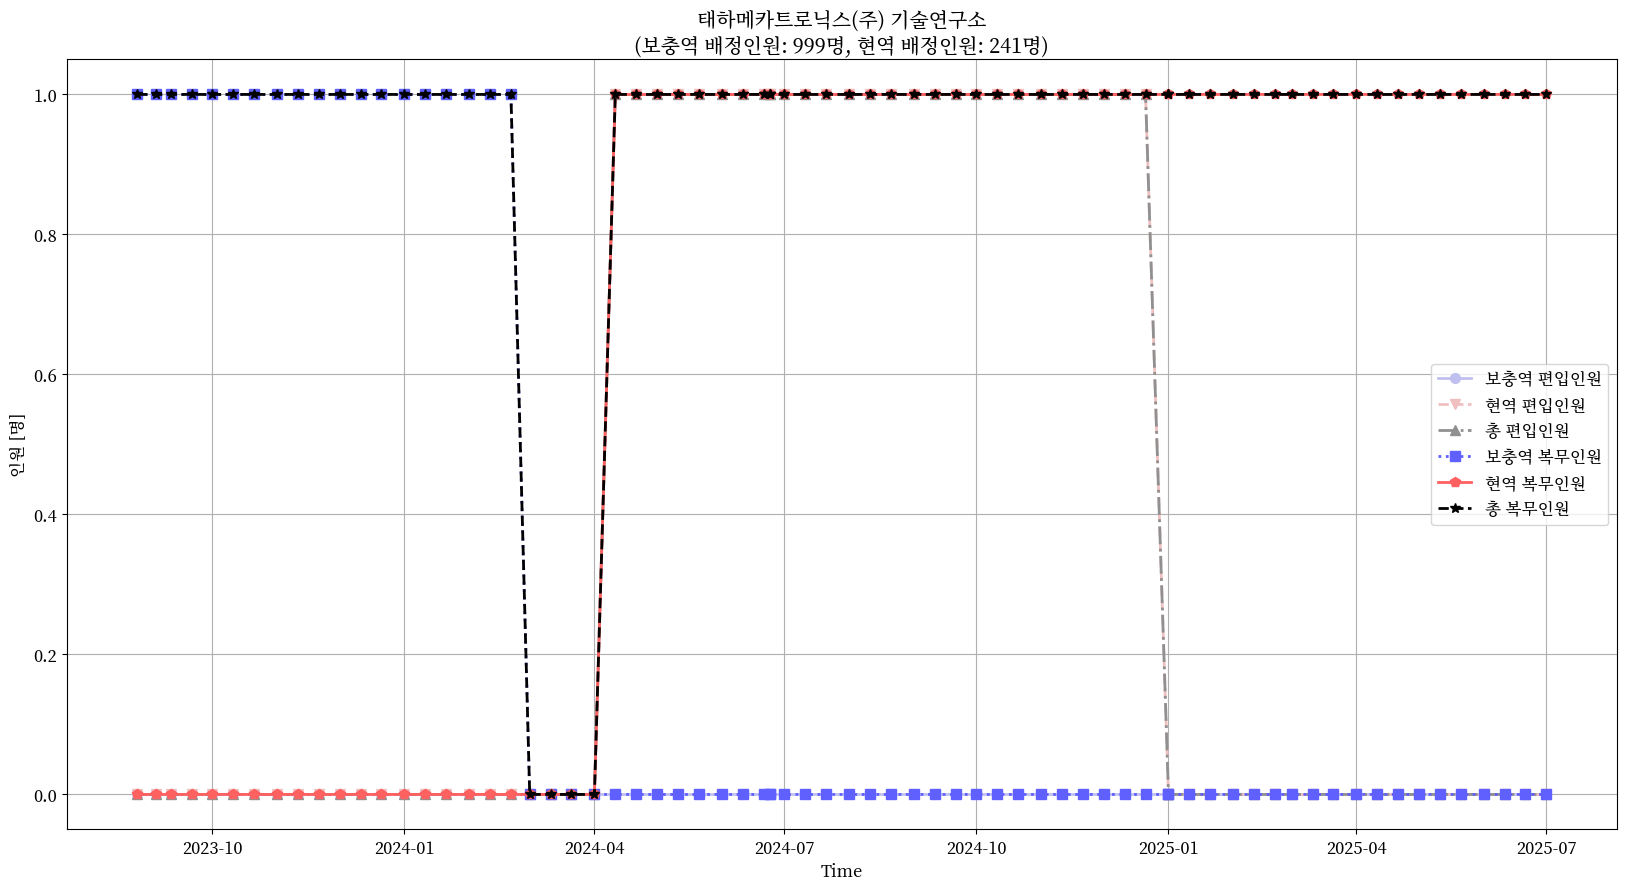 태하메카트로닉스(주) 기술연구소
(보충역 배정인원: 999명, 현역 배정인원: 241명)
인원 [명]
1.0
0.8
0.6
0.4
0.2
0.0
보충역 편입인원
현역 편입인원
총 편입인원
보충역 복무인원
현역 복무인원
총 복무인원
2023-10
2024-01
2024-04
2024-07
2024-10
2025-01
2025-04
2025-07
Time